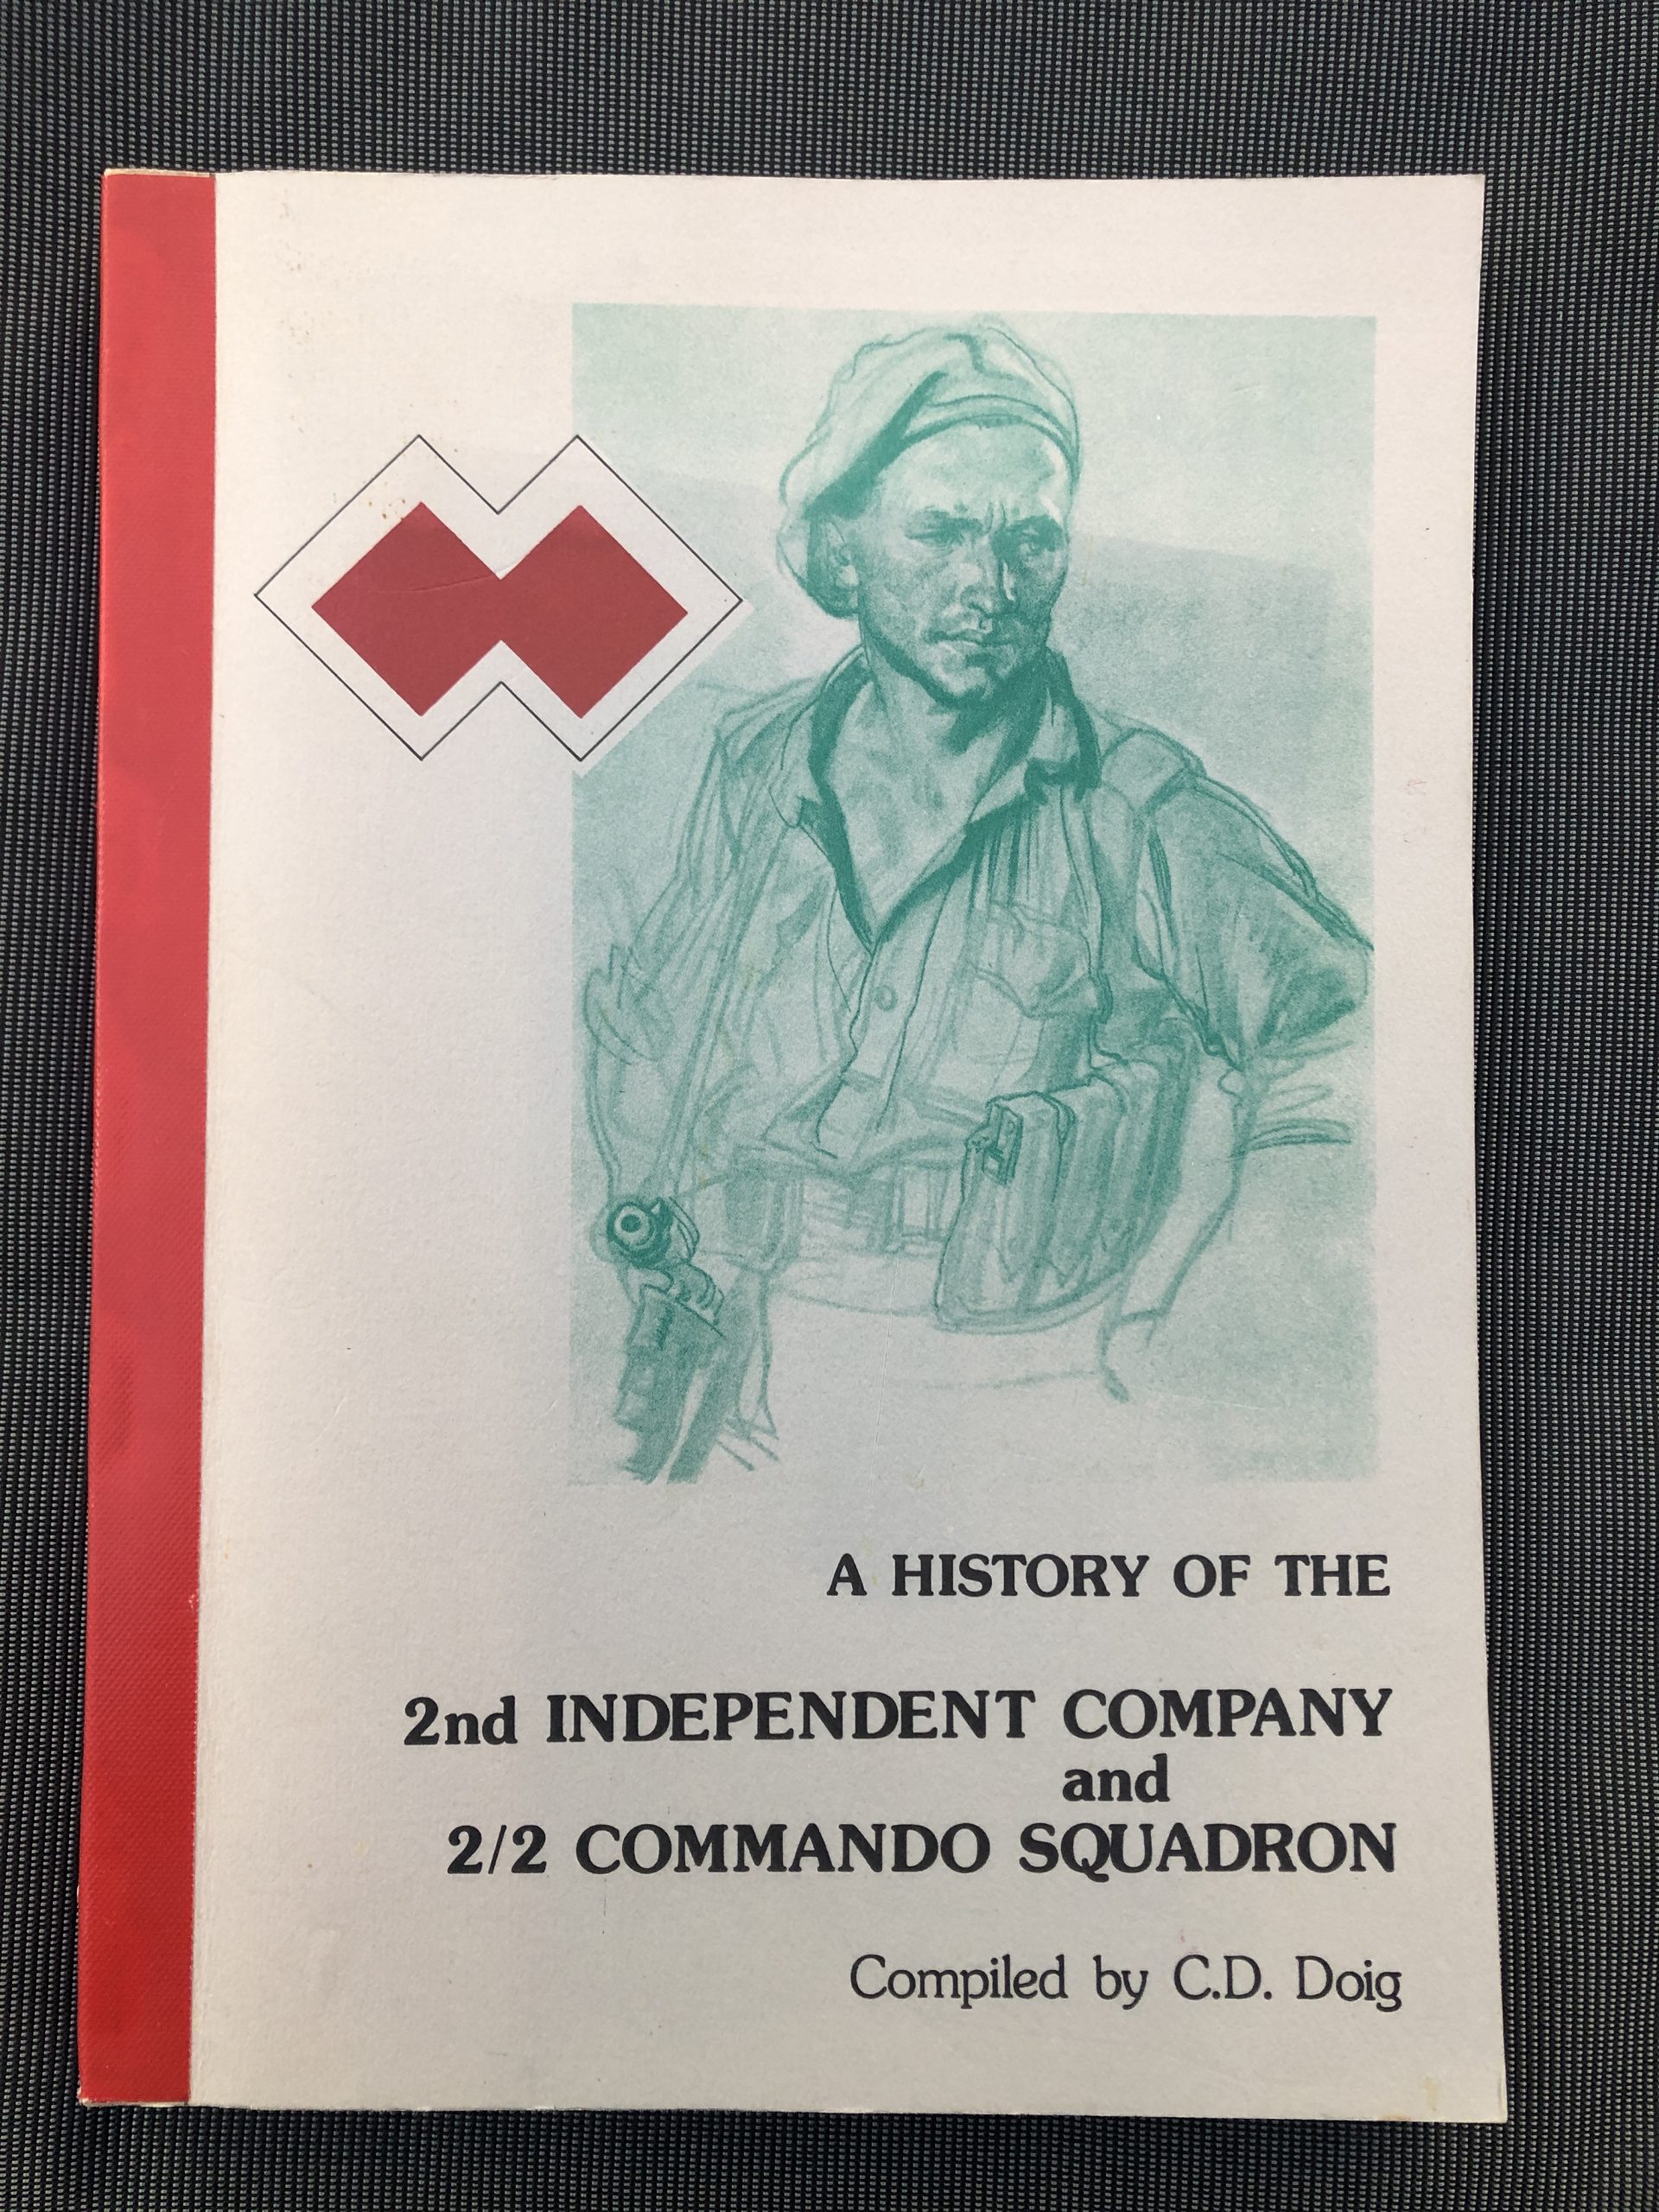 A HISTORY OF THE
2nd INDEPENDENT COMPANY
and
2/2 COMMANDO SQUADRON
Compiled by C.D. Doig